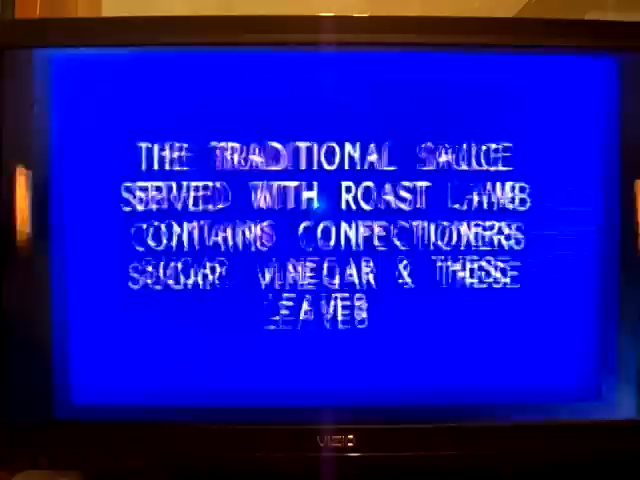 THE TRADITIONAL SAUCE
SERVED WITH ROAST LAMB
CONTAINS CONFECTIONERS
SUGAR VINEGAR & THESE
LEAVES
VIZIO